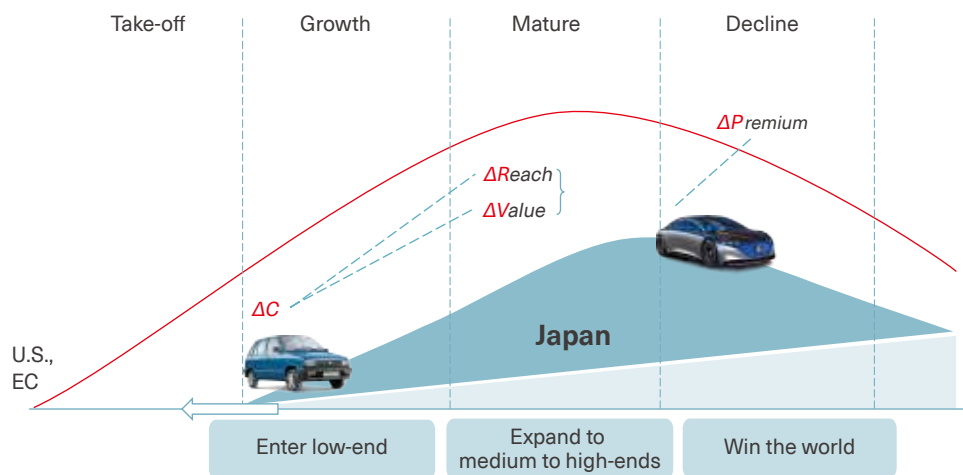 Take-off
Growth
Mature
Decline
ΔPremium
ΔReach
ΔValue
ΔC
Japan
U.S.,
EC
Enter low-end
Expand to
medium to high-ends
Win the world